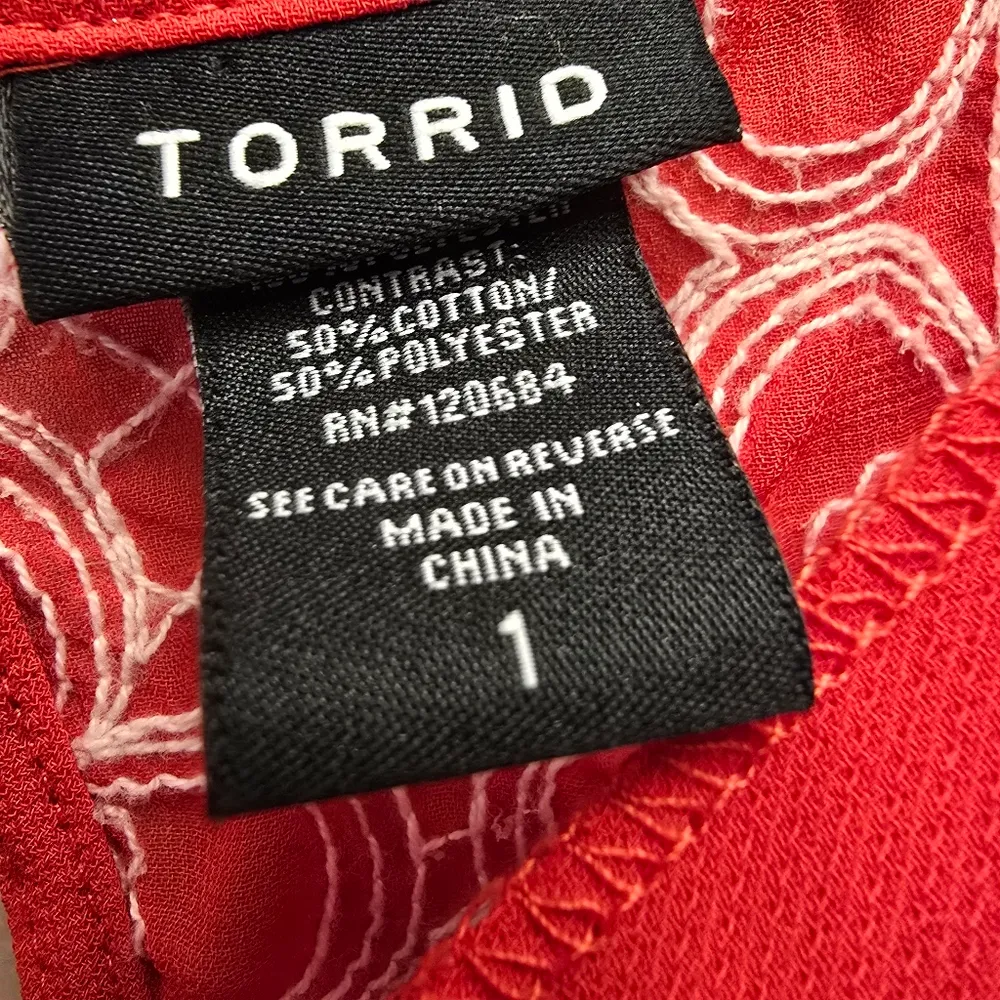 TORRID
CONTRAST:
50%COTTON/
50%POLYESTER
RN#120684
SEE CARE ON REVERSE
MADE IN
CHINA
1